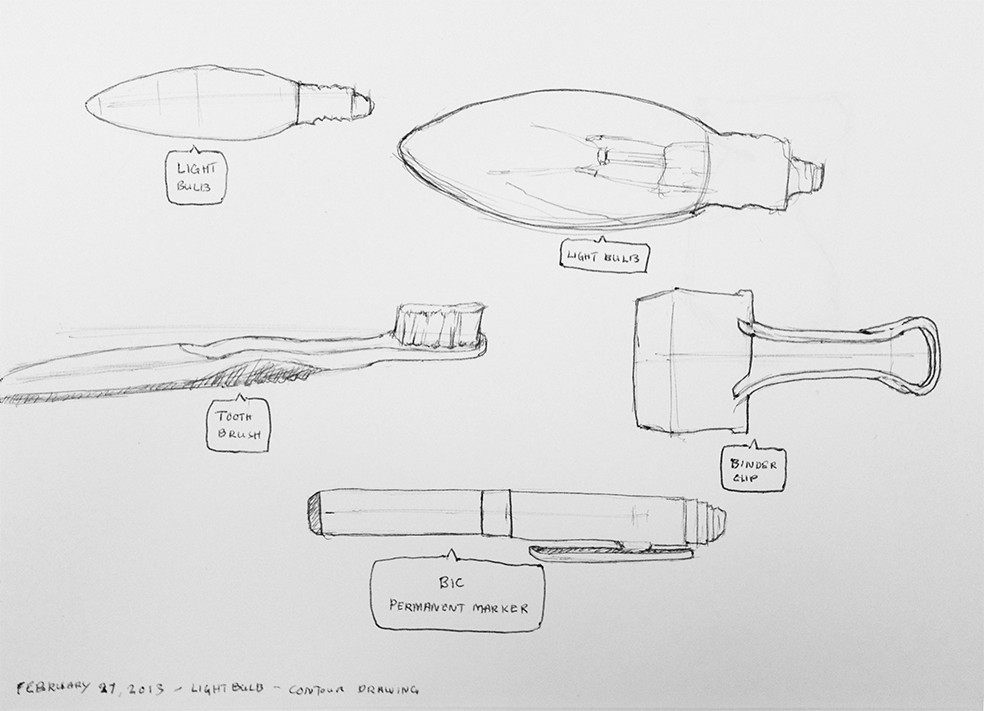 LIGHT
BULB
LIGHT BULB
TOOTH
BRUSH
BINDER
CLIP
BIC
PERMANENT MARKER
FEBRUARY 27, 2013 - LIGHTBULB - CONTOUR DRAWING